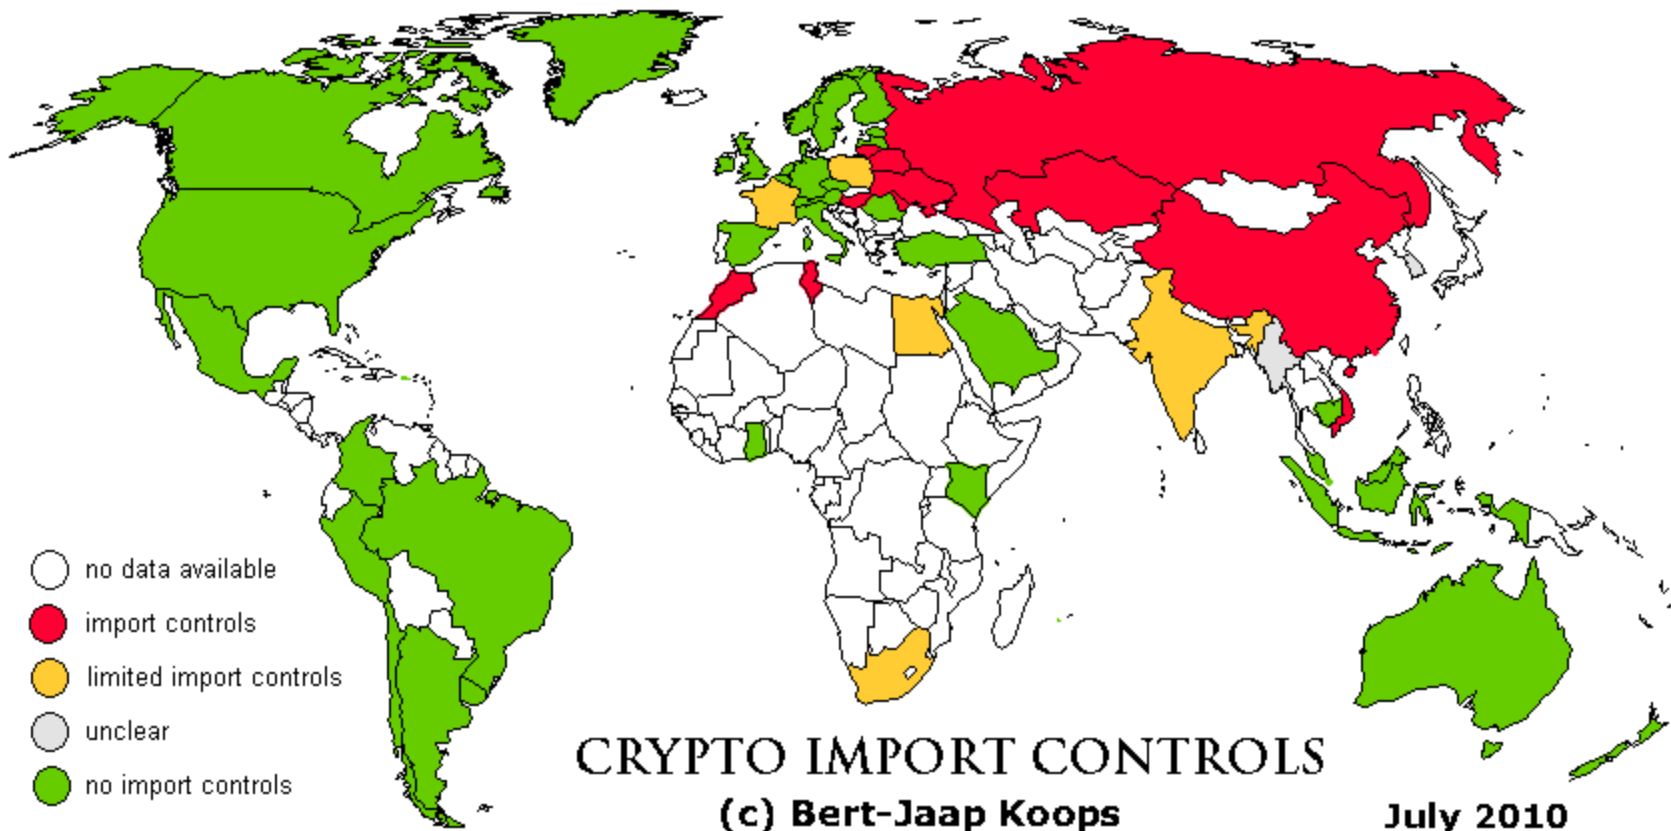 no data available
import controls
limited import controls
unclear
no import controls
CRYPTO IMPORT CONTROLS
(c) Bert-Jaap Koops
July 2010